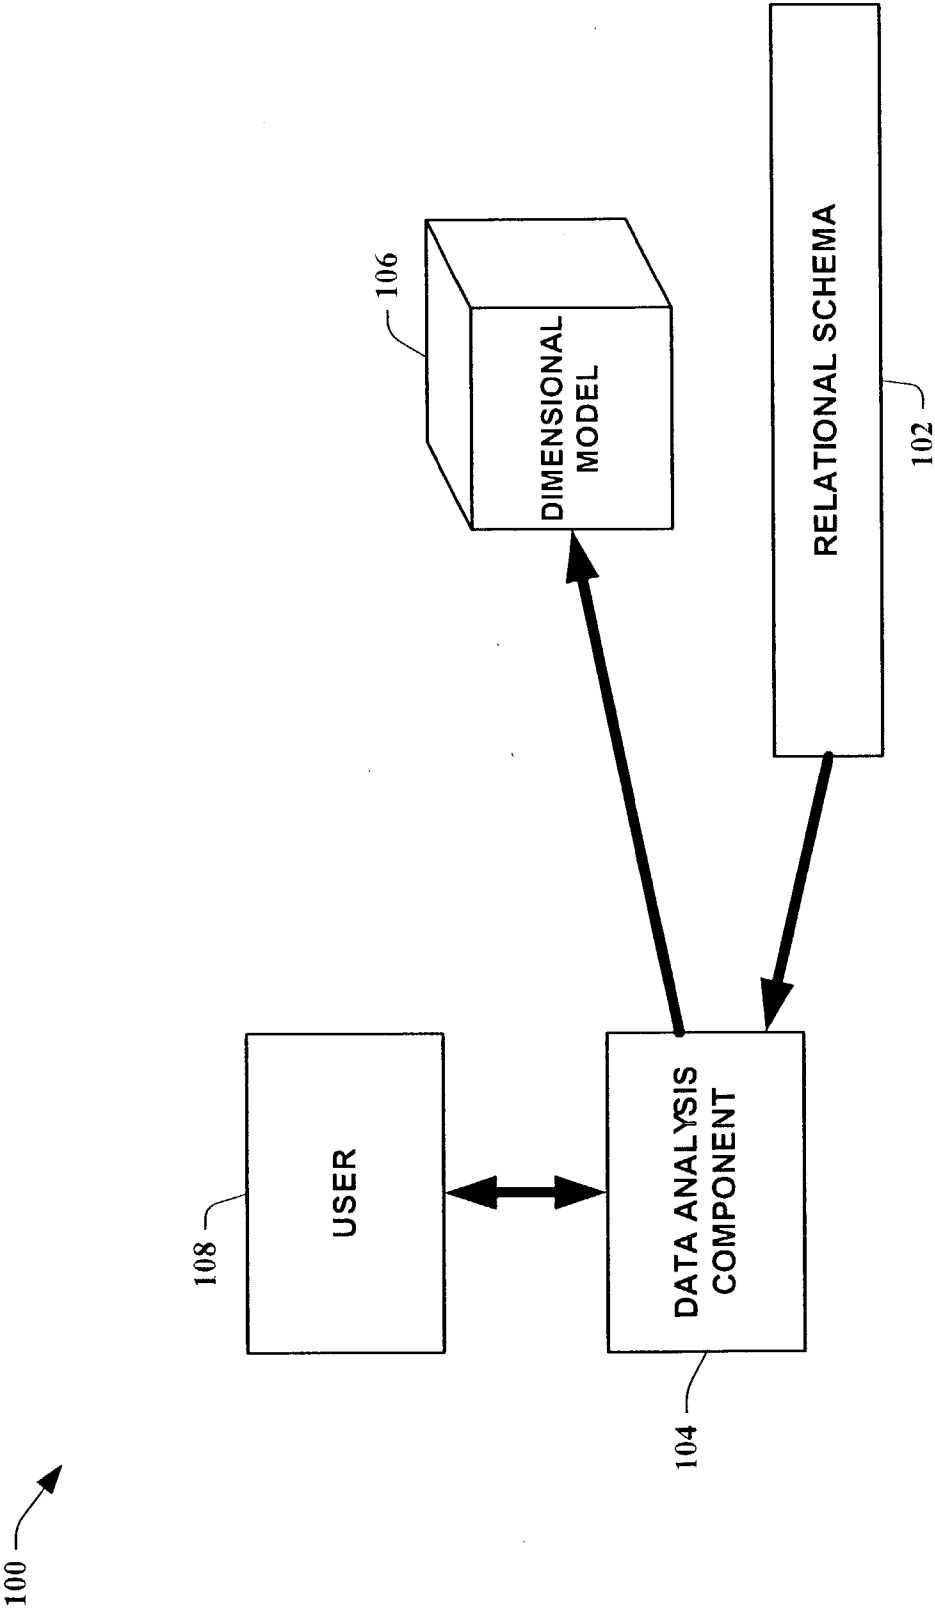 100
108
USER
106
DIMENSIONAL
MODEL
104
DATA ANALYSIS
COMPONENT
RELATIONAL SCHEMA
102